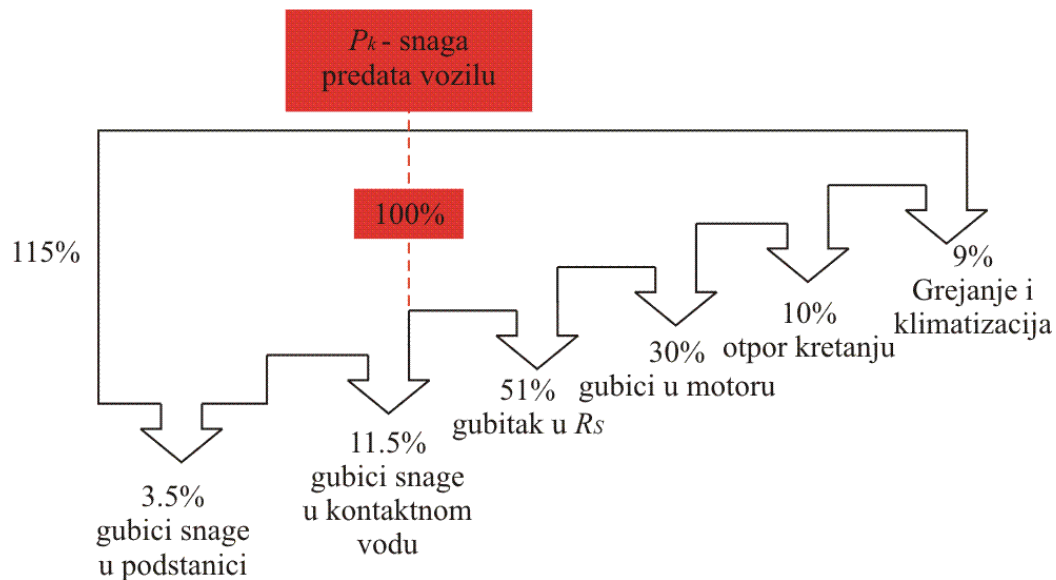 Pk - snaga
predata vozilu
100%
115%
9%
Grejanje i
klimatizacija
10%
otpor kretanju
30%
gubici u motoru
51%
gubitak u Rs
11.5%
gubici snage
u kontaktnom
vodu
3.5%
gubici snage
u podstanici